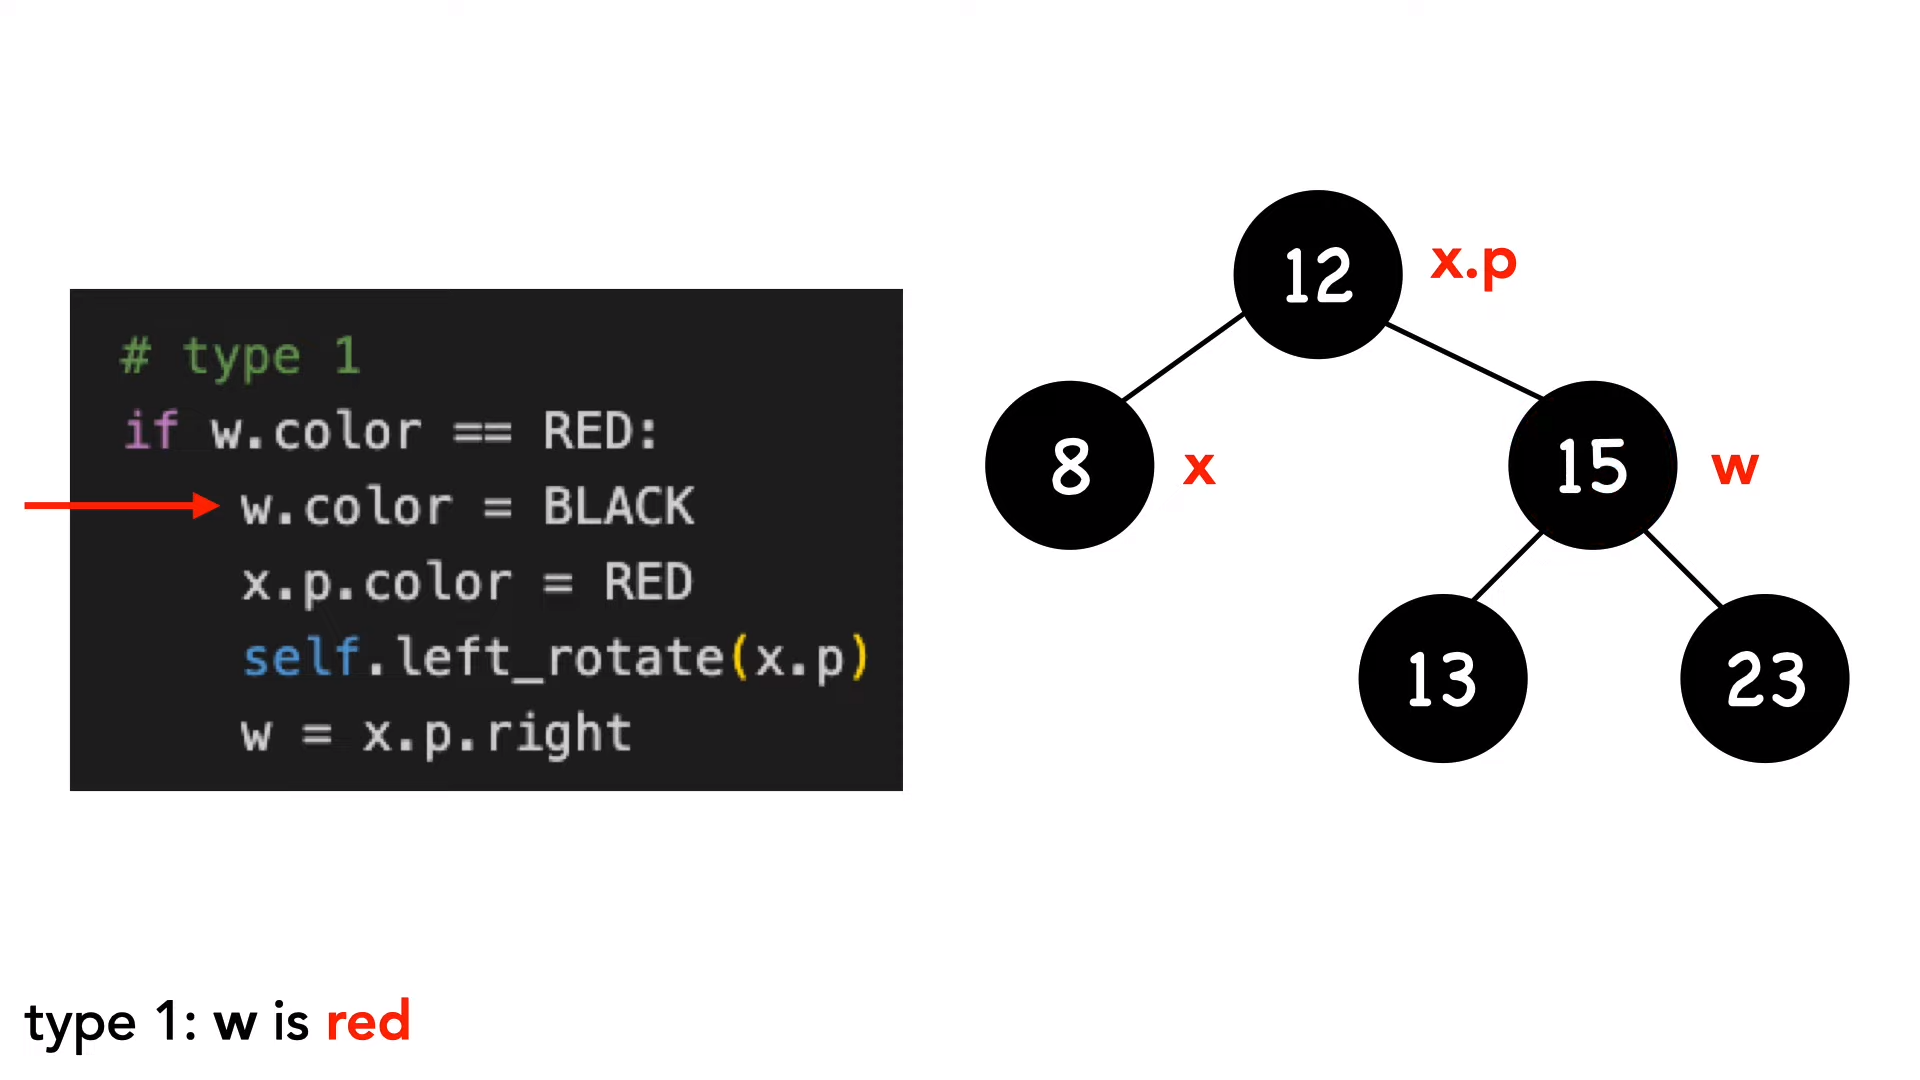 # type 1
if w.color == RED:
w.color = BLACK
x.p.color = RED
self.left_rotate(x.p)
w = x.p.right
12 x.p
8 x 15 w
13 23
type 1: w is red